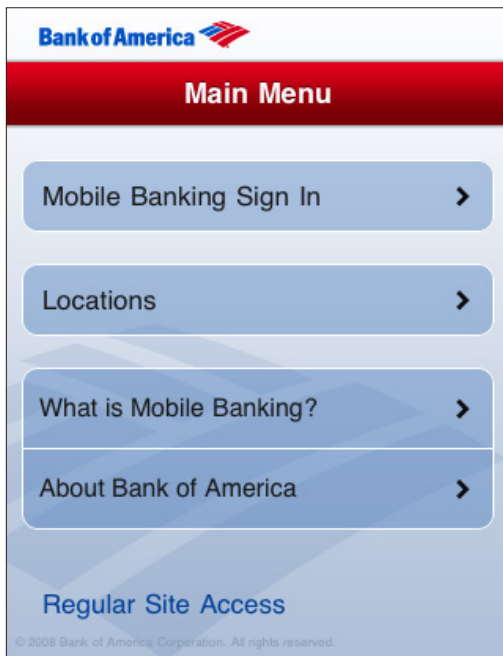 Bank of America
Main Menu
Mobile Banking Sign In
Locations
What is Mobile Banking?
About Bank of America
Regular Site Access
© 2008 Bank of America Corporation. All rights reserved.